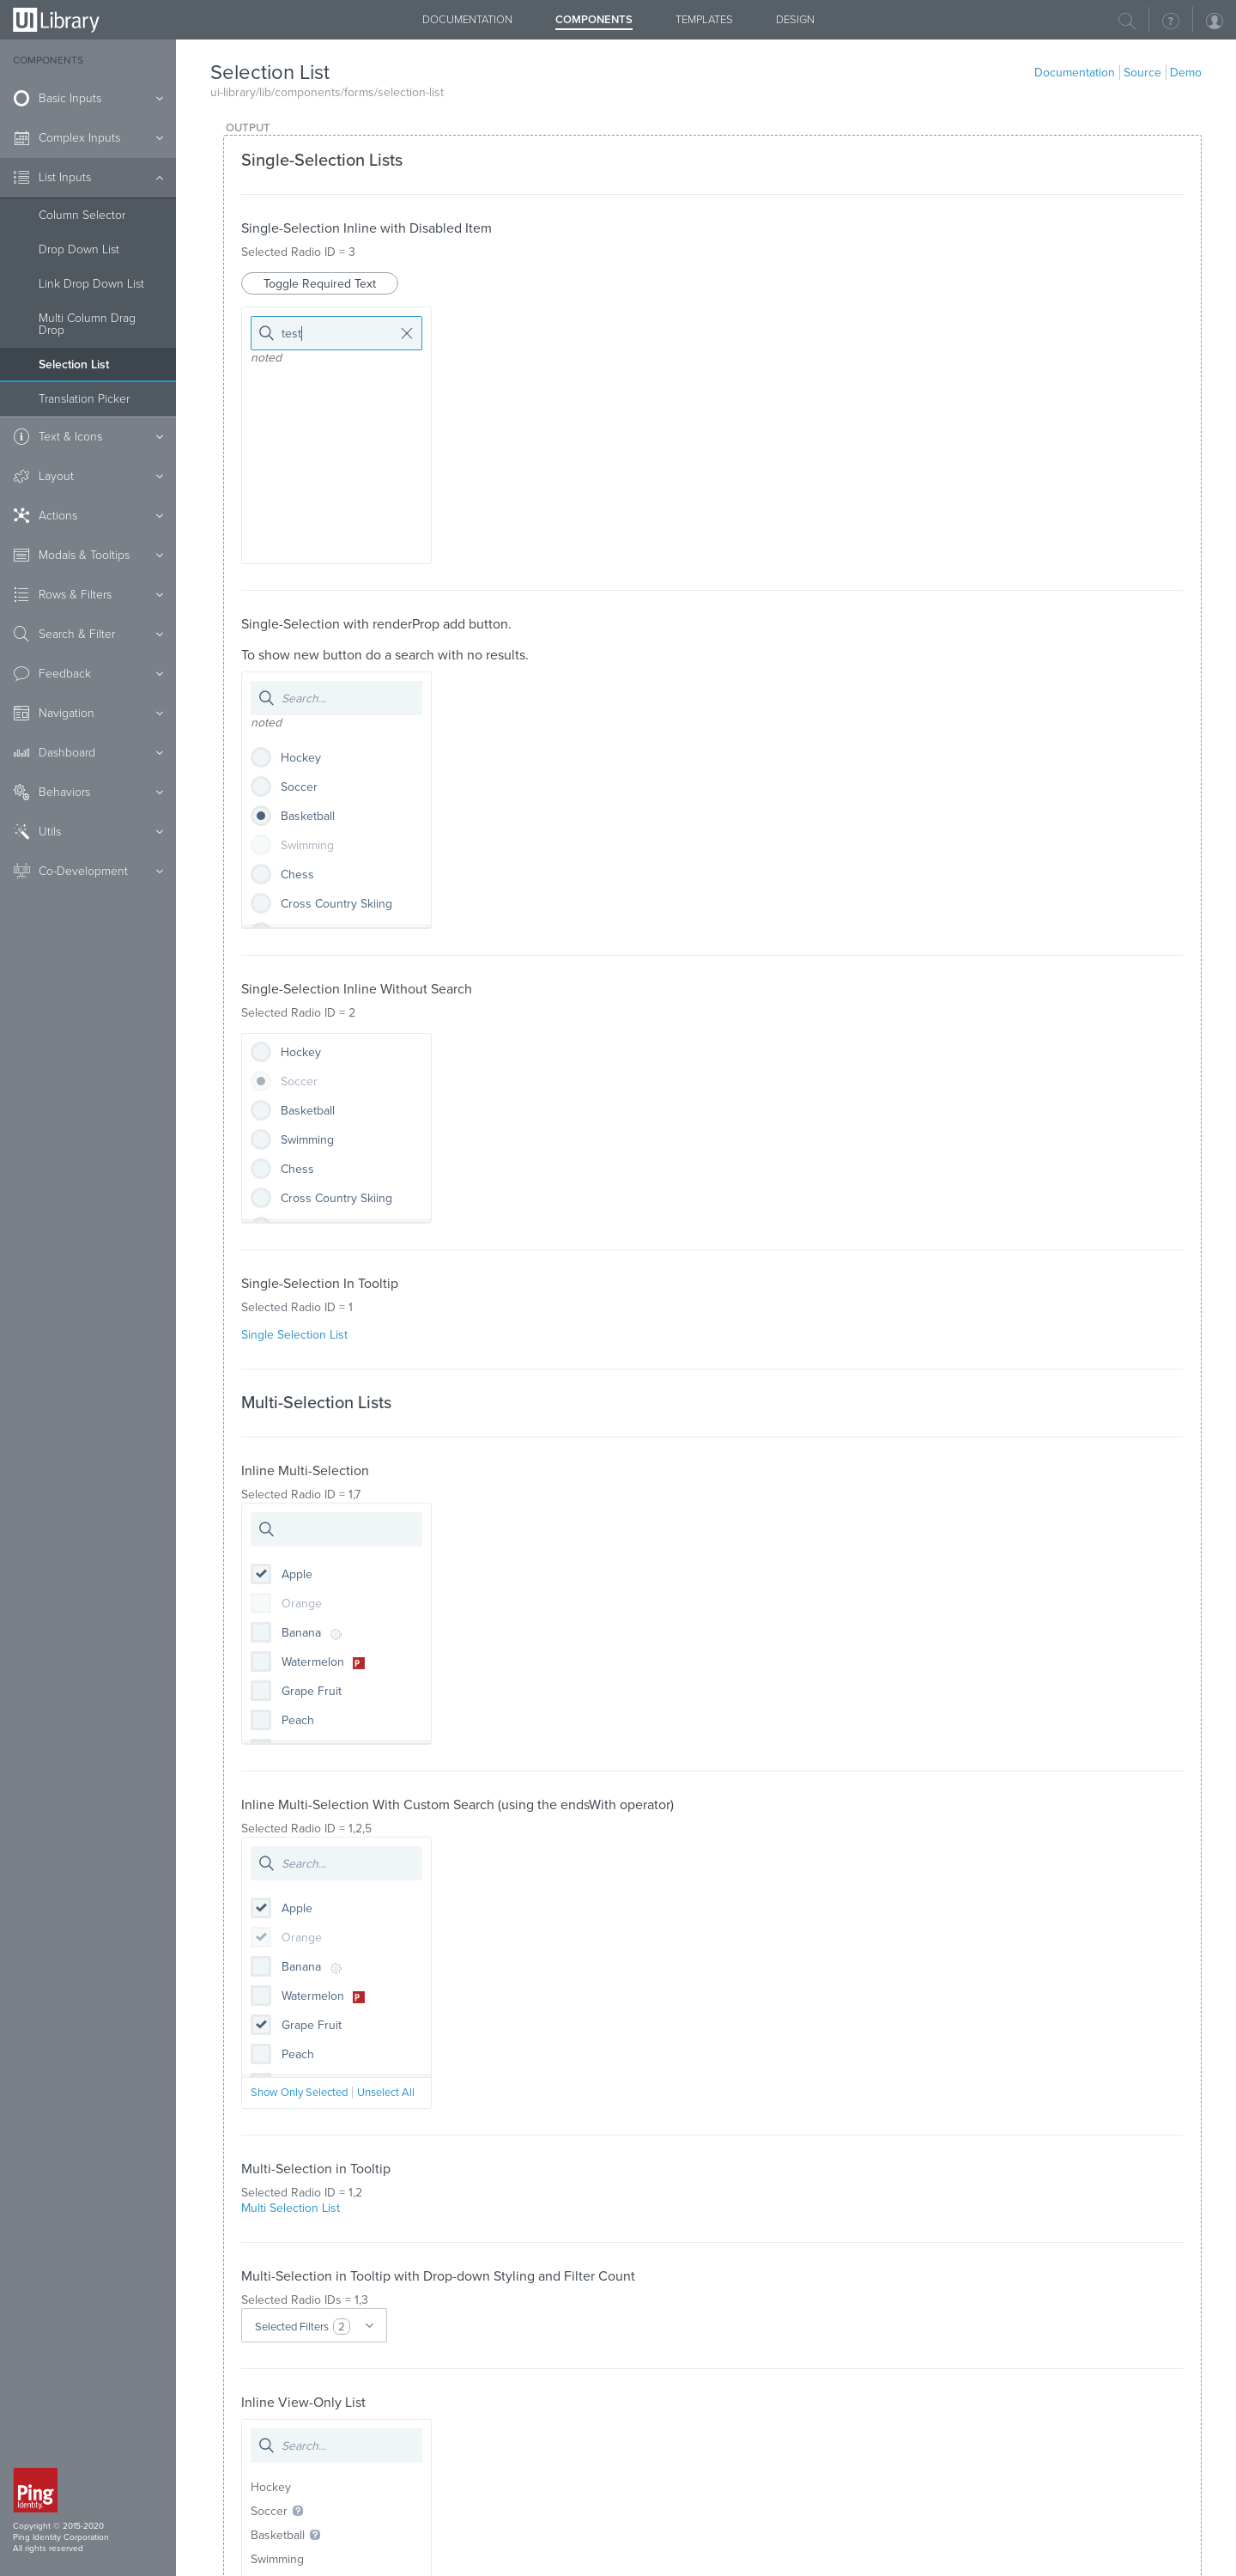 UI Library
DOCUMENTATION
COMPONENTS
TEMPLATES
DESIGN
?
COMPONENTS
Basic Inputs
Complex Inputs
List Inputs
Column Selector
Drop Down List
Link Drop Down List
Multi Column Drag
Drop
Selection List
Translation Picker
Text & Icons
Layout
Actions
Modals & Tooltips
Rows & Filters
Search & Filter
Feedback
Navigation
Dashboard
Behaviors
Utils
Co-Development
Ping
Identity.
Copyright © 2015-2020
Ping Identity Corporation
All rights reserved
Selection List
Documentation
Source
Demo
ui-library/lib/components/forms/selection-list
OUTPUT
Single-Selection Lists
Single-Selection Inline with Disabled Item
Selected Radio ID = 3
Toggle Required Text
test
noted
Single-Selection with renderProp add button.
To show new button do a search with no results.
Search...
noted
Hockey
Soccer
Basketball
Swimming
Chess
Cross Country Skiing
Single-Selection Inline Without Search
Selected Radio ID = 2
Hockey
Soccer
Basketball
Swimming
Chess
Cross Country Skiing
Single-Selection In Tooltip
Selected Radio ID = 1
Single Selection List
Multi-Selection Lists
Inline Multi-Selection
Selected Radio ID = 1,7
Apple
Orange
Banana
Watermelon P
Grape Fruit
Peach
Inline Multi-Selection With Custom Search (using the endsWith operator)
Selected Radio ID = 1,2,5
Search...
Apple
Orange
Banana
Watermelon P
Grape Fruit
Peach
Show Only Selected
Unselect All
Multi-Selection in Tooltip
Selected Radio ID = 1,2
Multi Selection List
Multi-Selection in Tooltip with Drop-down Styling and Filter Count
Selected Radio IDs = 1,3
Selected Filters 2
Inline View-Only List
Search...
Hockey
Soccer ?
Basketball ?
Swimming